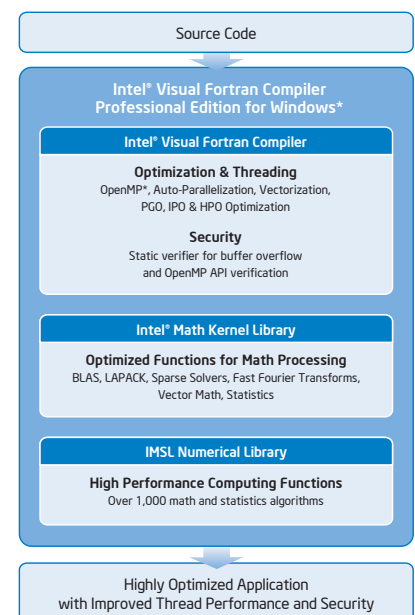 Source Code
Intel® Visual Fortran Compiler
Professional Edition for Windows*
Intel® Visual Fortran Compiler
Optimization & Threading
OpenMP*, Auto-Parallelization, Vectorization,
PGO, IPO & HPO Optimization
Security
Static verifier for buffer overflow
and OpenMP API verification
Intel® Math Kernel Library
Optimized Functions for Math Processing
BLAS, LAPACK, Sparse Solvers, Fast Fourier Transforms,
Vector Math, Statistics
IMSL Numerical Library
High Performance Computing Functions
Over 1,000 math and statistics algorithms
Highly Optimized Application
with Improved Thread Performance and Security